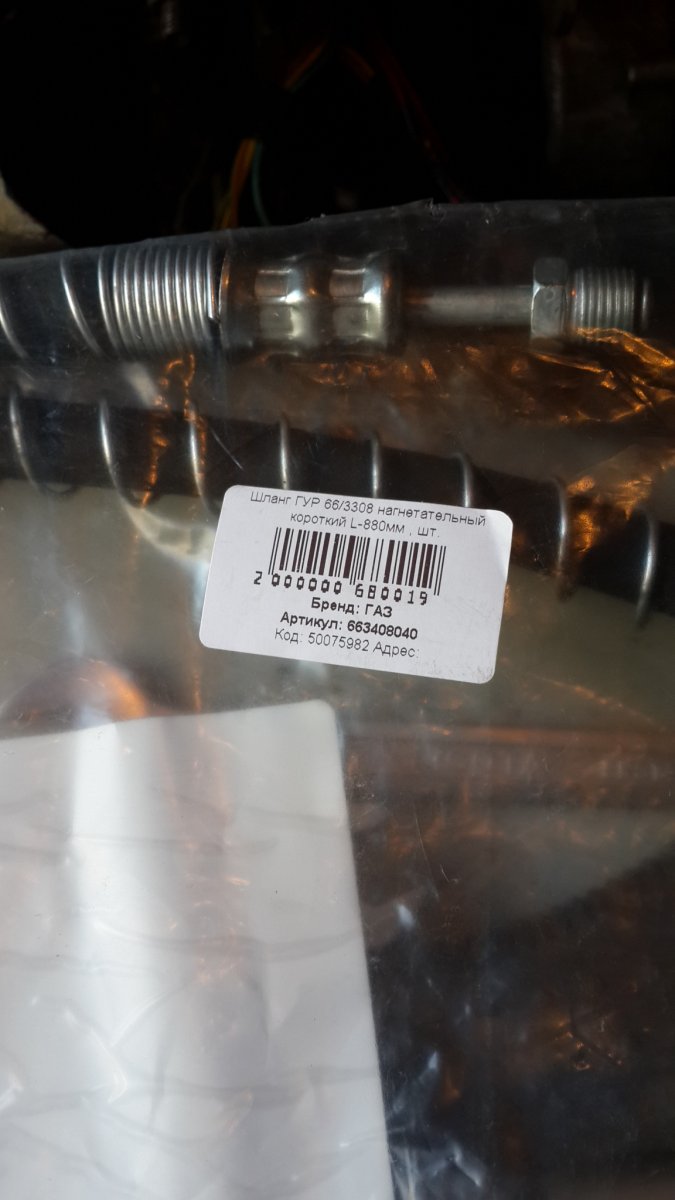 Шланг ГУР 66/3308 нагнетательный
короткий L-880мм , шт.
2 000000 680019
Бренд: ГАЗ
Артикул: 663408040
Код: 50075982 Адрес: